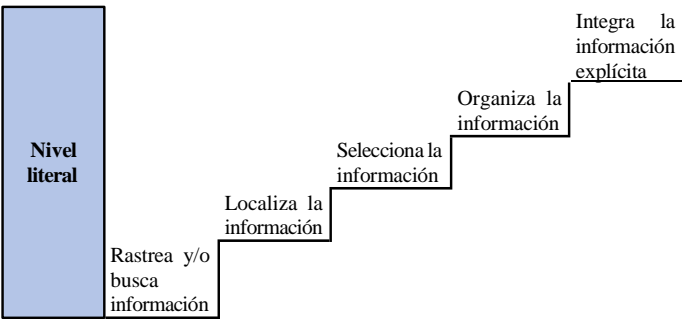 Nivel
literal
Rastrea y/o
busca
información
Localiza la
información
Selecciona la
información
Organiza la
información
Integra la
información
explícita